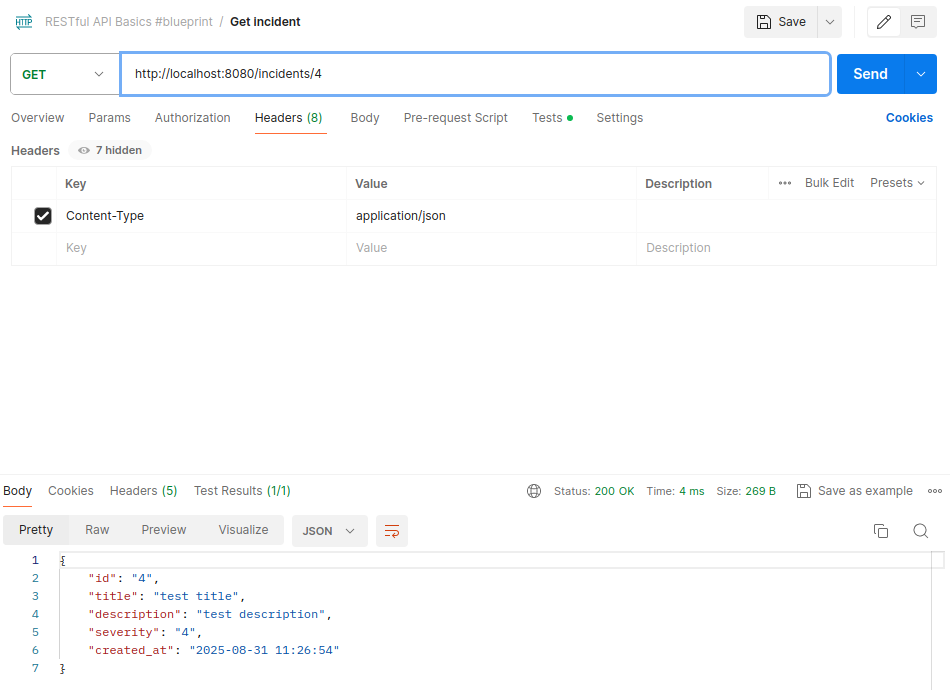 HTTP RESTful API Basics #blueprint / Get incident Save
GET http://localhost:8080/incidents/4 Send
Overview Params Authorization Headers (8) Body Pre-request Script Tests Settings Cookies
Headers 7 hidden
Key Value Description Bulk Edit Presets
Content-Type application/json
Key Value Description
Body Cookies Headers (5) Test Results (1/1) Status: 200 OK Time: 4 ms Size: 269 B Save as example
Pretty Raw Preview Visualize JSON
1 {
2 "id": "4",
3 "title": "test title",
4 "description": "test description",
5 "severity": "4",
6 "created_at": "2025-08-31 11:26:54"
7 }